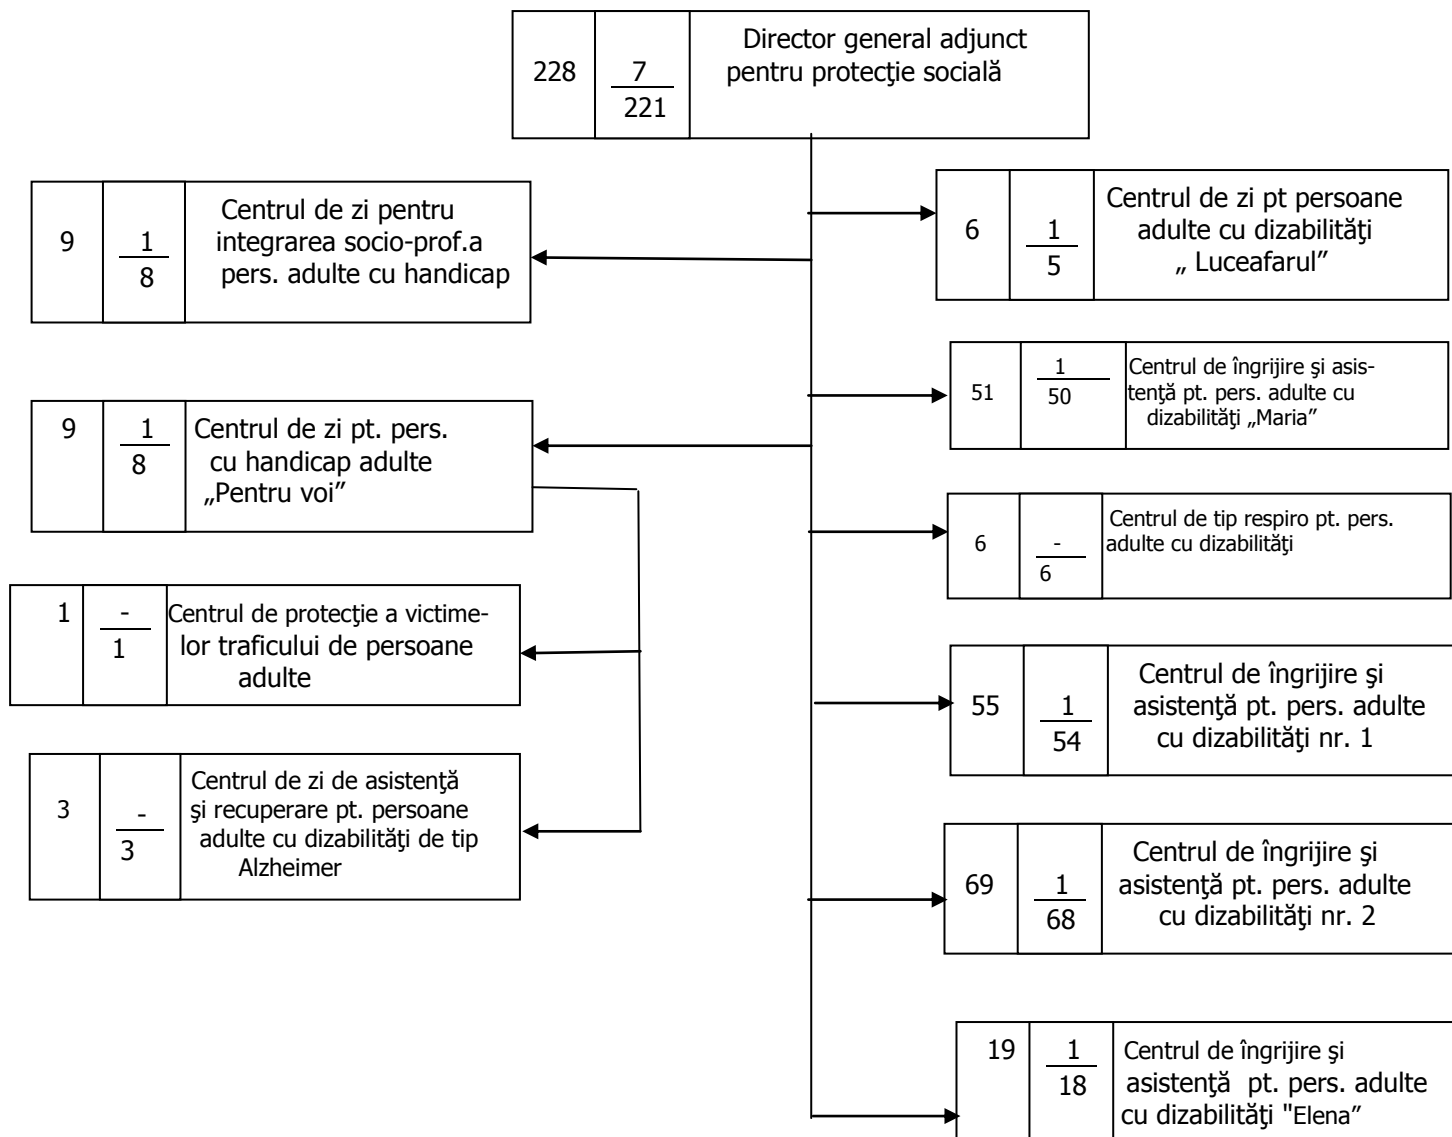 228
7
221
Director general adjunct
pentru protecţie socială
9
1
8
Centrul de zi pentru
integrarea socio-prof.a
pers. adulte cu handicap
6
1
5
Centrul de zi pt persoane
adulte cu dizabilităţi
„ Luceafarul”
51
1
50
Centrul de îngrijire şi asis-
tenţă pt. pers. adulte cu
dizabilităţi „Maria”
9
1
8
Centrul de zi pt. pers.
cu handicap adulte
„Pentru voi”
6
-
6
Centrul de tip respiro pt. pers.
adulte cu dizabilităţi
1
-
1
Centrul de protecţie a victime-
lor traficului de persoane
adulte
55
1
54
Centrul de îngrijire şi
asistenţă pt. pers. adulte
cu dizabilităţi nr. 1
3
-
3
Centrul de zi de asistenţă
şi recuperare pt. persoane
adulte cu dizabilităţi de tip
Alzheimer
69
1
68
Centrul de îngrijire şi
asistenţă pt. pers. adulte
cu dizabilităţi nr. 2
19
1
18
Centrul de îngrijire şi
asistenţă pt. pers. adulte
cu dizabilităţi "Elena”